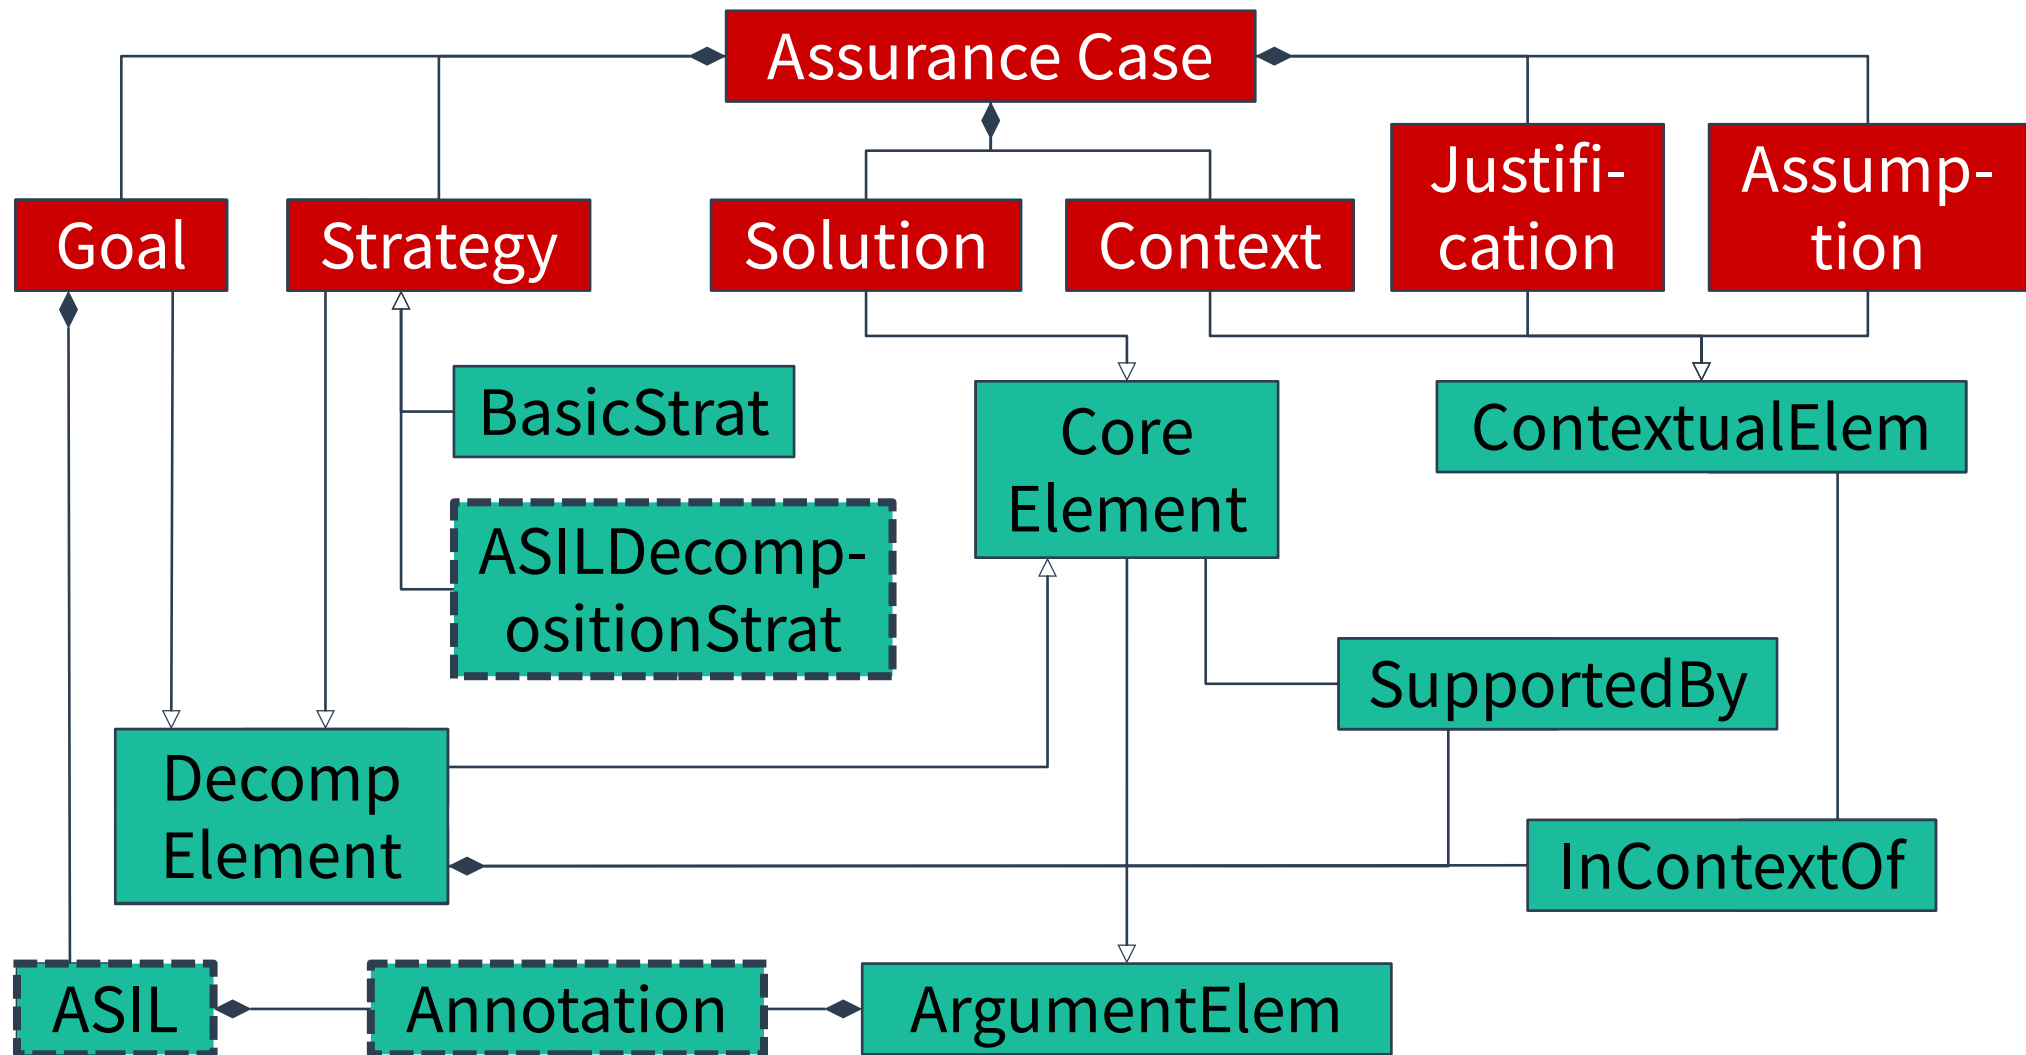 Assurance Case
Justifi-
cation
Assump-
tion
Goal
Strategy
Solution
Context
BasicStrat
Core
Element
ContextualElem
ASILDecomp-
ositionStrat
SupportedBy
Decomp
Element
InContextOf
ASIL
Annotation
ArgumentElem